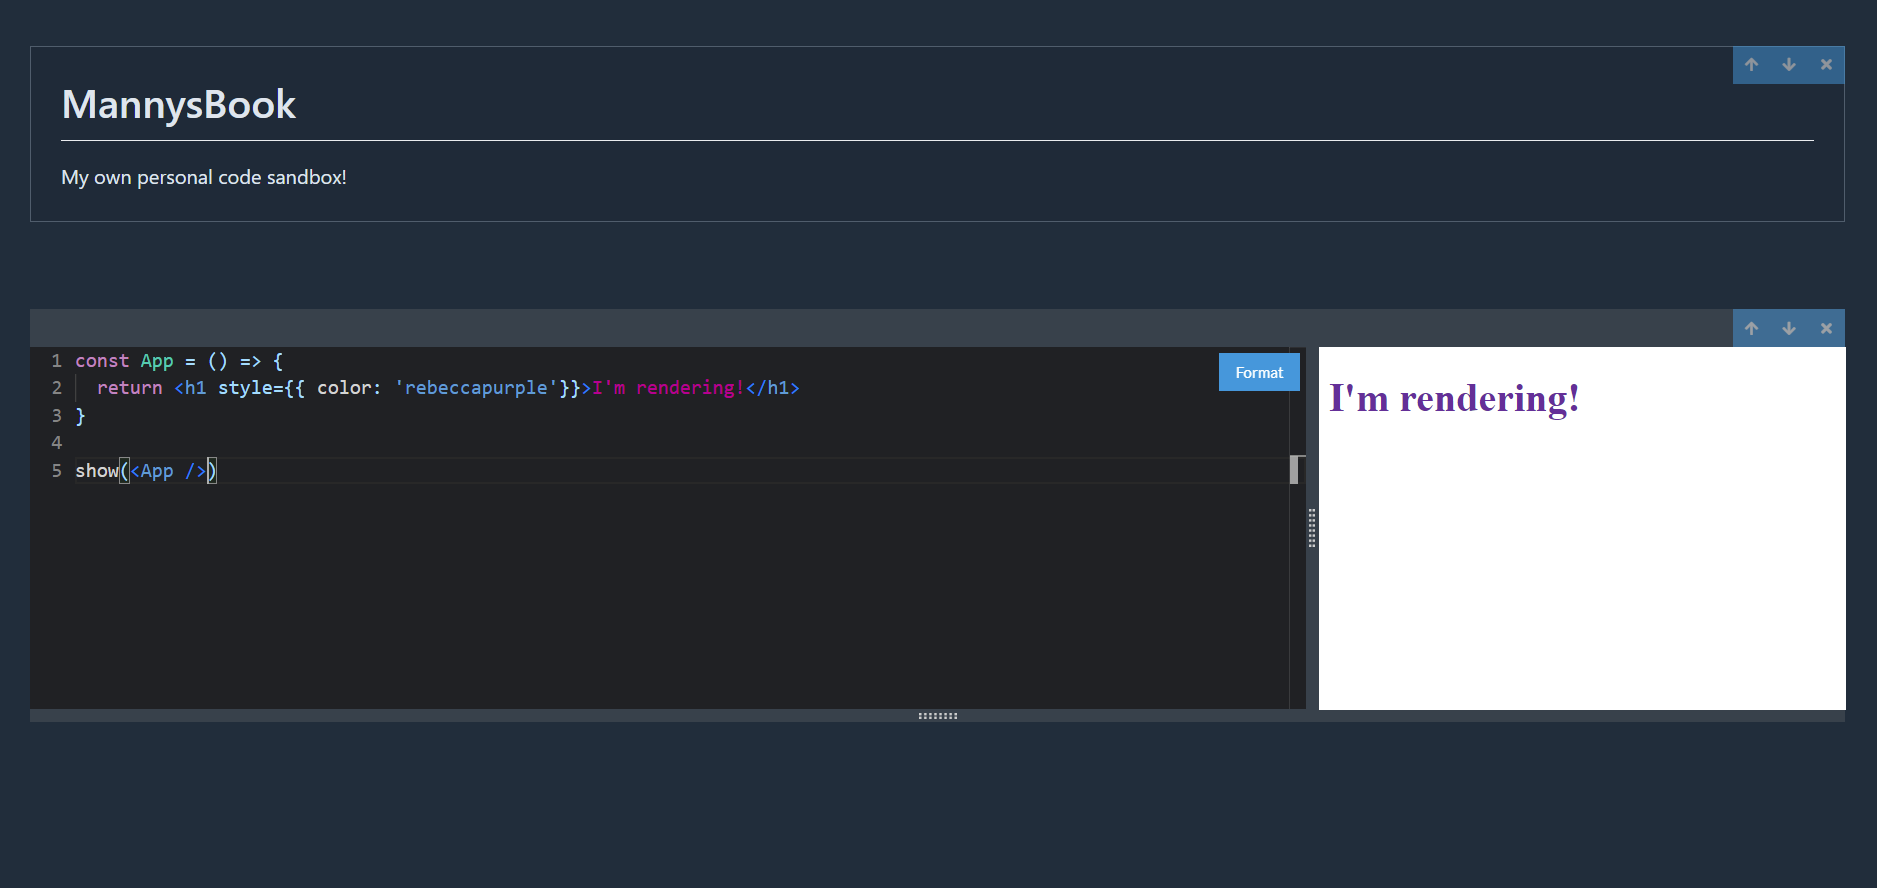 MannysBook
My own personal code sandbox!
1 const App = () => {
2   return <h1 style={{ color: 'rebeccapurple'}}>I'm rendering!</h1>
3 }
4
5 show(<App />)
Format
I'm rendering!